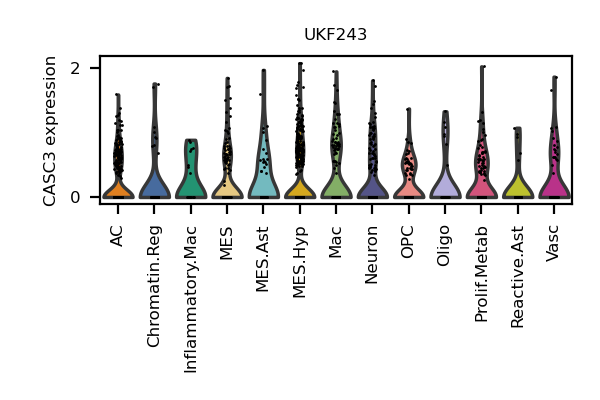 UKF243
CASC3 expression
2
0
AC
Chromatin.Reg
Inflammatory.Mac
MES
MES.Ast
MES.Hyp
Mac
Neuron
OPC
Oligo
Prolif.Metab
Reactive.Ast
Vasc